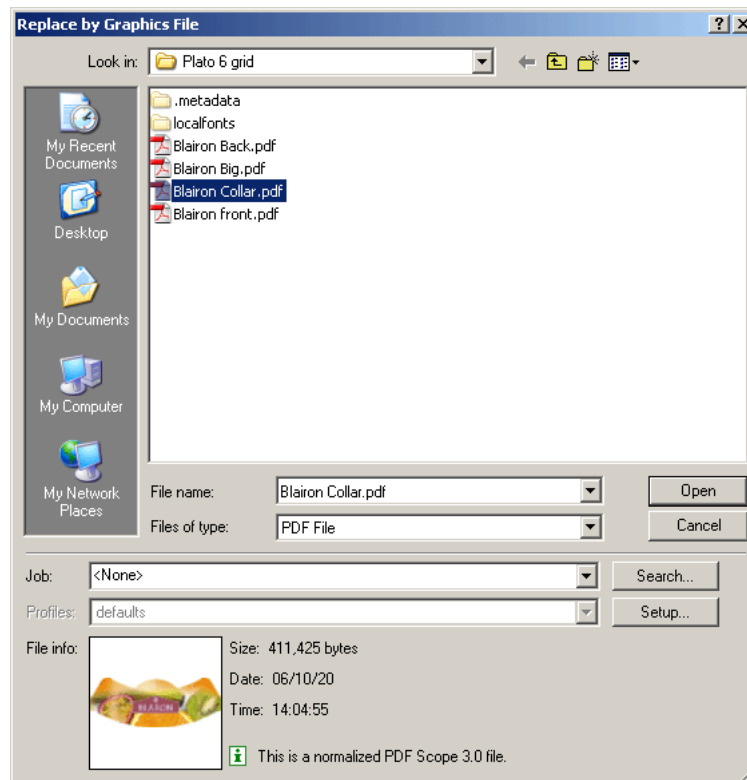 Replace by Graphics File
Look in: Plato 6 grid
.metadata
localfonts
Blairon Back.pdf
Blairon Big.pdf
Blairon Collar.pdf
Blairon front.pdf
My Recent
Documents
Desktop
My Documents
My Computer
My Network
Places
File name: Blairon Collar.pdf Open
Files of type: PDF File Cancel
Job: <None> Search...
Profiles: defaults Setup...
File info: Size: 411,425 bytes
Date: 06/10/20
Time: 14:04:55
BLAIRON
This is a normalized PDF Scope 3.0 file.